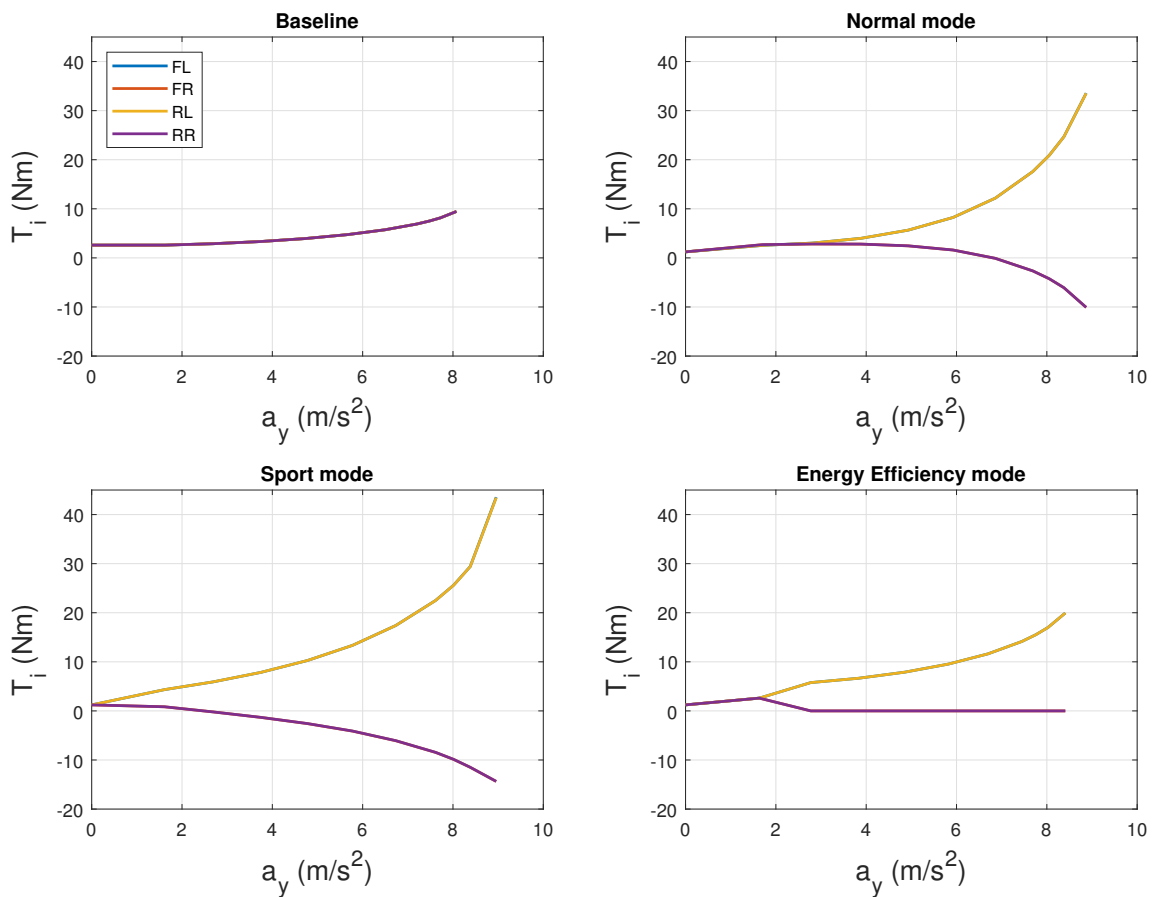 Baseline
FL
FR
RL
RR
40
30
20
10
0
-10
-20
T_i (Nm)
0 2 4 6 8 10
a_y (m/s^2)
Normal mode
40
30
20
10
0
-10
-20
T_i (Nm)
0 2 4 6 8 10
a_y (m/s^2)
Sport mode
40
30
20
10
0
-10
-20
T_i (Nm)
0 2 4 6 8 10
a_y (m/s^2)
Energy Efficiency mode
40
30
20
10
0
-10
-20
T_i (Nm)
0 2 4 6 8 10
a_y (m/s^2)